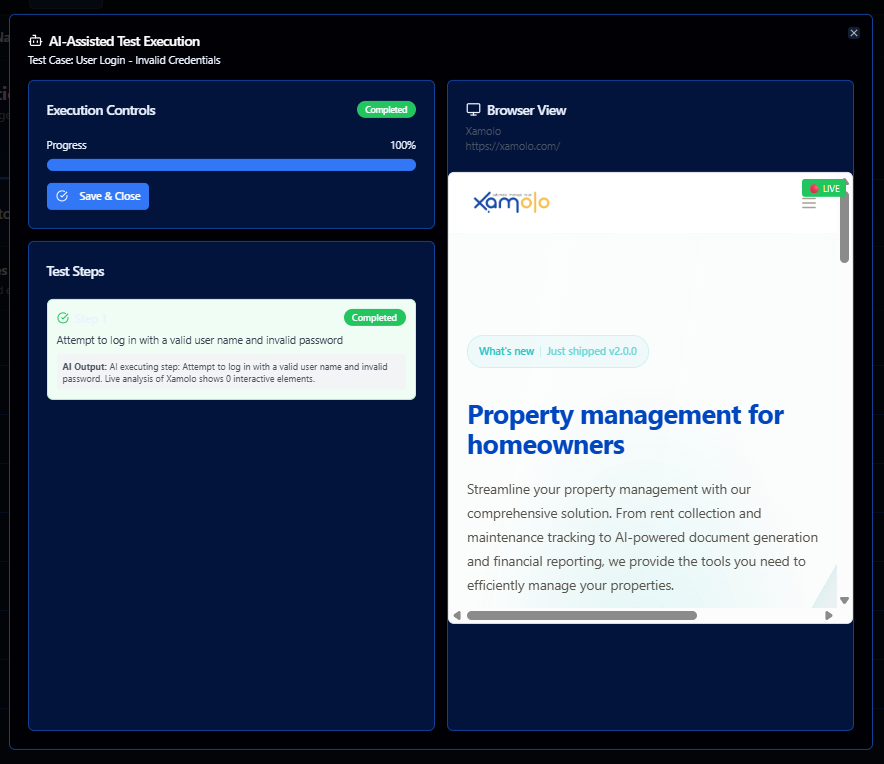 AI-Assisted Test Execution
Test Case: User Login - Invalid Credentials
Execution Controls
Completed
Progress
100%
Save & Close
Test Steps
Step 1
Completed
Attempt to log in with a valid user name and invalid password
AI Output: AI executing step: Attempt to log in with a valid user name and invalid
password. Live analysis of Xamolo shows 0 interactive elements.
Browser View
Xamolo
https://xamolo.com/
LIVE
xamolo
What's new
Just shipped v2.0.0
Property management for
homeowners
Streamline your property management with our
comprehensive solution. From rent collection and
maintenance tracking to AI-powered document generation
and financial reporting, we provide the tools you need to
efficiently manage your properties.